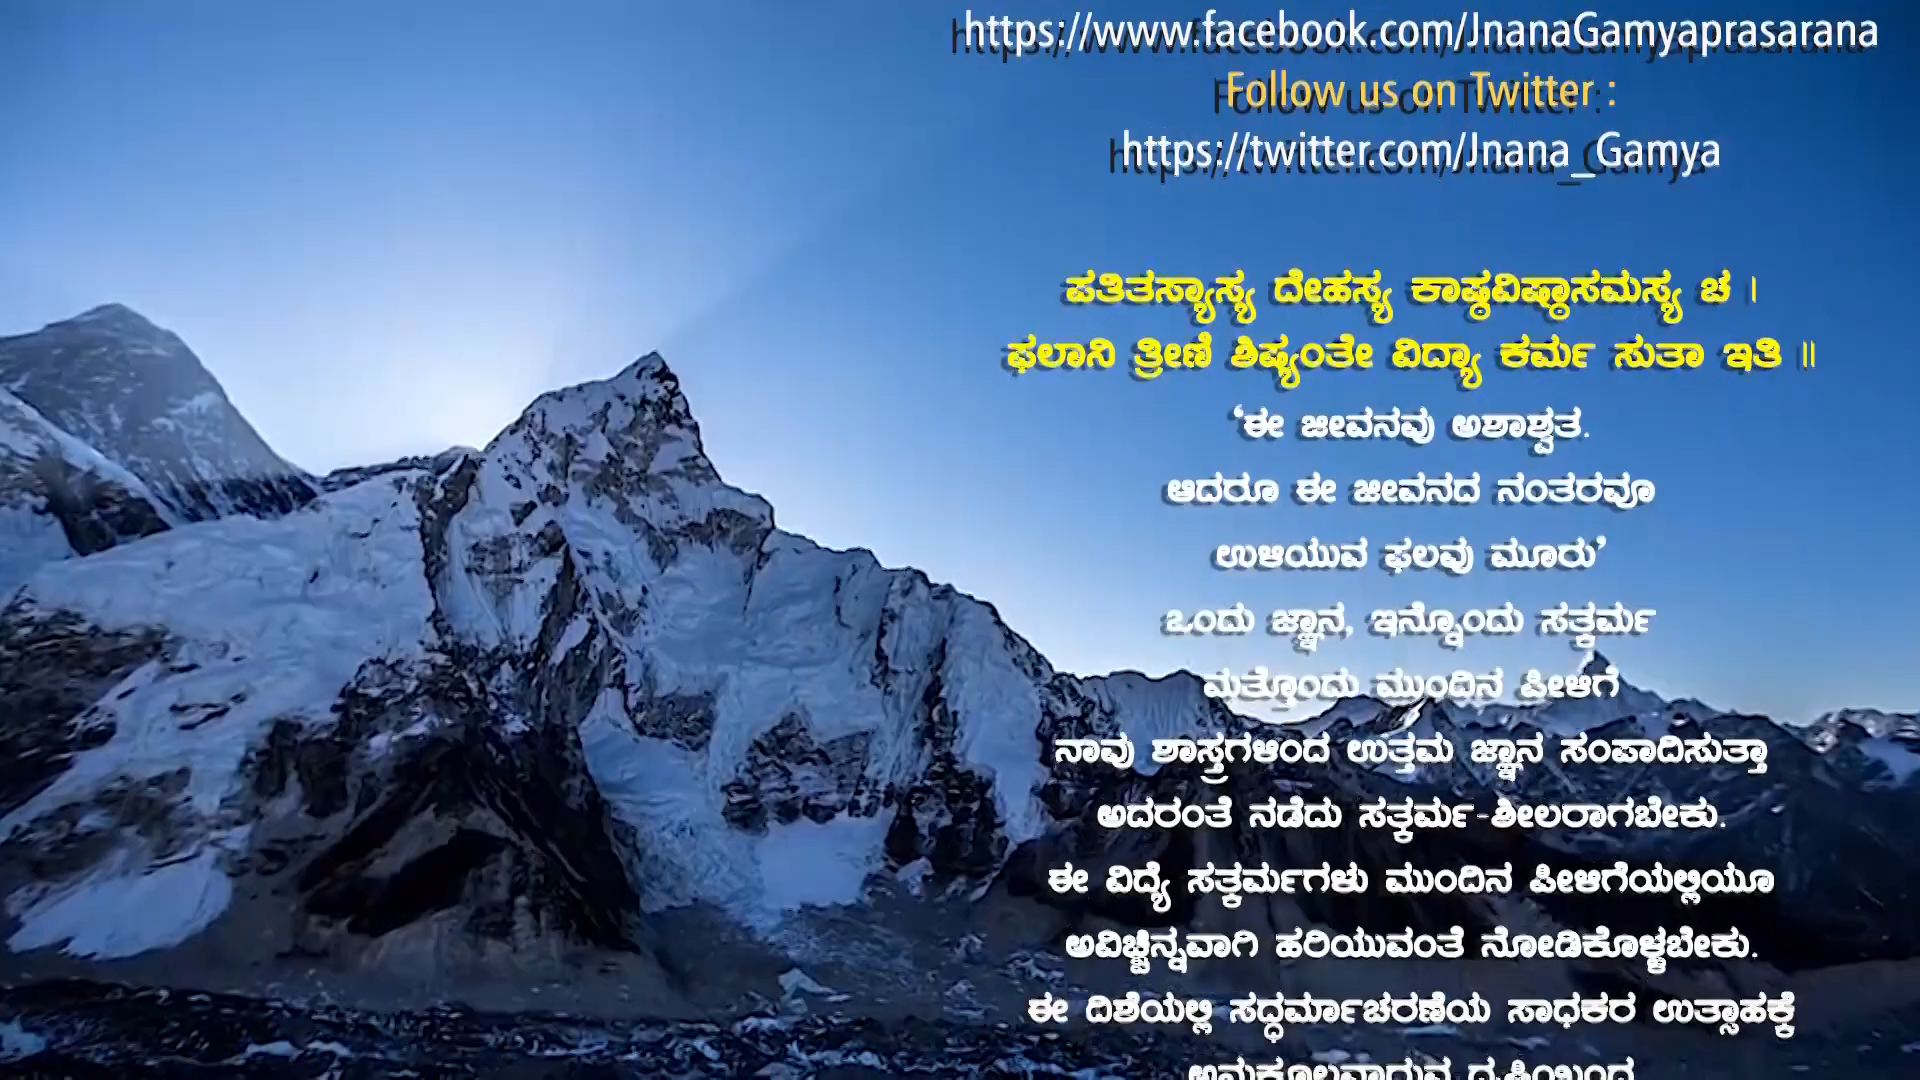 https://www.facebook.com/JnanaGamyaprasarana
Follow us on Twitter :
https://twitter.com/Jnana_Gamya
ಪತಿತಸ್ಯಾಸ್ಯ ದೇಹಸ್ಯ ಕಾಷ್ಠವಿಷ್ಠಾಸಮಸ್ಯ ಚ ।
ಫಲಾನಿ ತ್ರೀಣಿ ಶಿಷ್ಯಂತೇ ವಿದ್ಯಾ ಕರ್ಮ ಸುತಾ ಇತಿ ॥
‘ಈ ಜೀವನವು ಅಶಾಶ್ವತ.
ಆದರೂ ಈ ಜೀವನದ ನಂತರವೂ
ಉಳಿಯುವ ಫಲವು ಮೂರು’
ಒಂದು ಜ್ಞಾನ, ಇನ್ನೊಂದು ಸತ್ಕರ್ಮ
ಮತ್ತೊಂದು ಮುಂದಿನ ಪೀಳಿಗೆ
ನಾವು ಶಾಸ್ತ್ರಗಳಿಂದ ಉತ್ತಮ ಜ್ಞಾನ ಸಂಪಾದಿಸುತ್ತಾ
ಅದರಂತೆ ನಡೆದು ಸತ್ಕರ್ಮ-ಶೀಲರಾಗಬೇಕು.
ಈ ವಿದ್ಯೆ ಸತ್ಕರ್ಮಗಳು ಮುಂದಿನ ಪೀಳಿಗೆಯಲ್ಲಿಯೂ
ಅವಿಚ್ಛಿನ್ನವಾಗಿ ಹರಿಯುವಂತೆ ನೋಡಿಕೊಳ್ಳಬೇಕು.
ಈ ದಿಶೆಯಲ್ಲಿ ಸದ್ಧರ್ಮಾಚರಣೆಯ ಸಾಧಕರ ಉತ್ಸಾಹಕ್ಕೆ